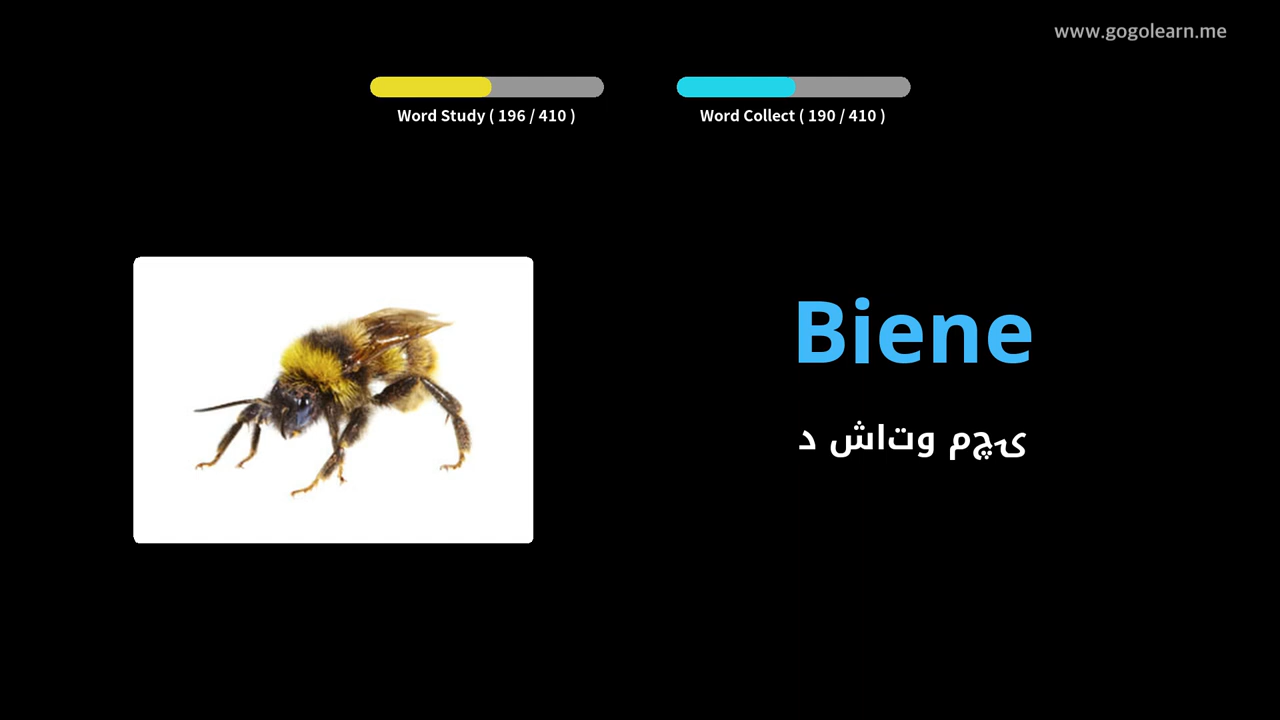 www.gogolearn.me
Word Study ( 196 / 410 )
Word Collect ( 190 / 410 )
Biene
د شاتو مچۍ